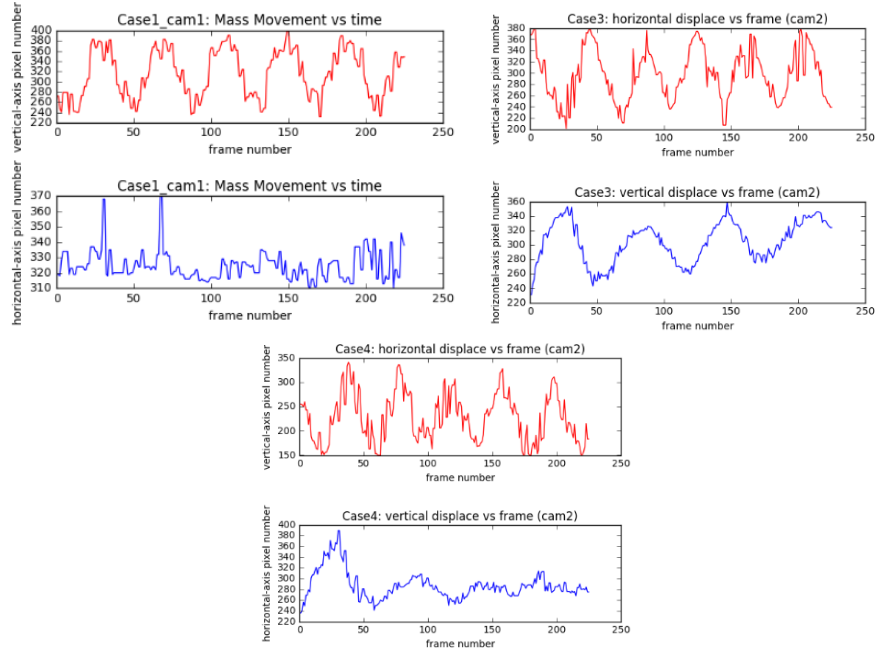 Case1_cam1: Mass Movement vs time
vertical-axis pixel number
400
380
360
340
320
300
280
260
240
220
0 50 100 150 200 250
frame number
Case3: horizontal displace vs frame (cam2)
vertical-axis pixel number
380
360
340
320
300
280
260
240
220
200
0 50 100 150 200 250
frame number
Case1_cam1: Mass Movement vs time
horizontal-axis pixel number
370
360
350
340
330
320
310
0 50 100 150 200 250
frame number
Case3: vertical displace vs frame (cam2)
horizontal-axis pixel number
360
340
320
300
280
260
240
220
0 50 100 150 200 250
frame number
Case4: horizontal displace vs frame (cam2)
vertical-axis pixel number
350
300
250
200
150
0 50 100 150 200 250
frame number
Case4: vertical displace vs frame (cam2)
horizontal-axis pixel number
400
380
360
340
320
300
280
260
240
220
0 50 100 150 200 250
frame number